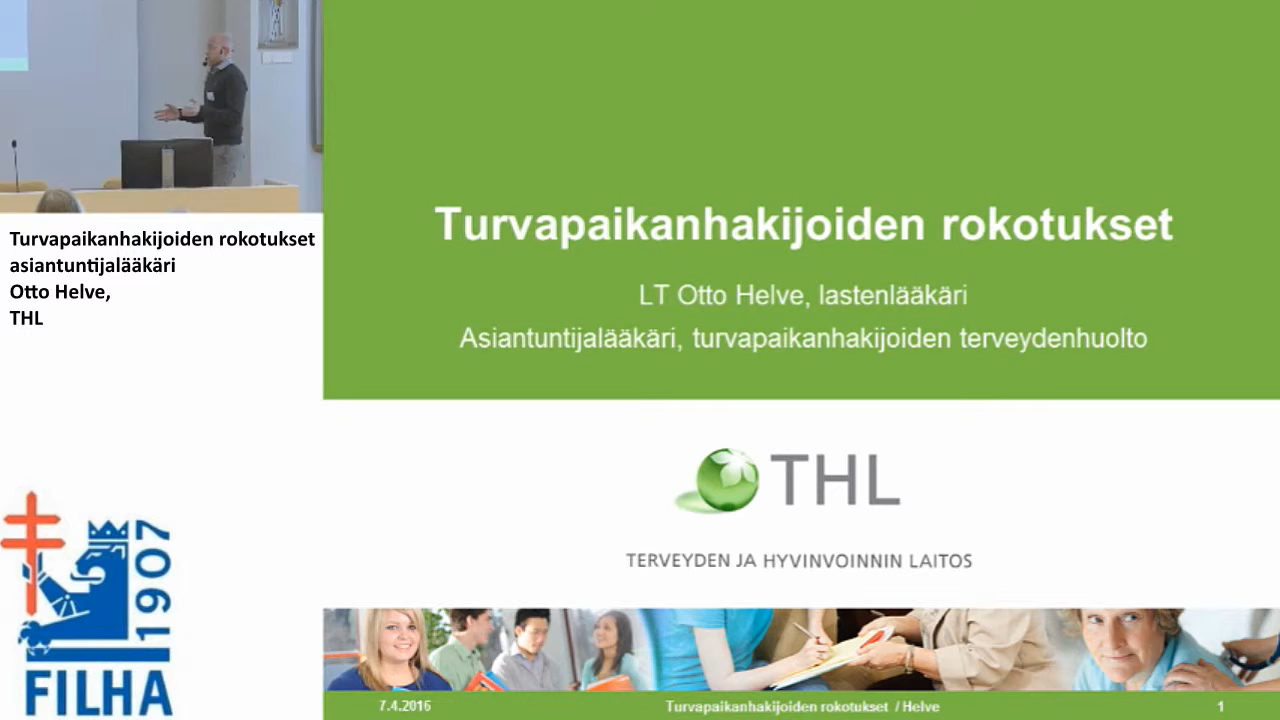 Turvapaikanhakijoiden rokotukset
asiantuntijalääkäri
Otto Helve,
THL
1907
FILHA
Turvapaikanhakijoiden rokotukset
LT Otto Helve, lastenlääkäri
Asiantuntijalääkäri, turvapaikanhakijoiden terveydenhuolto
THL
TERVEYDEN JA HYVINVOINNIN LAITOS
7.4.2016
Turvapaikanhakijoiden rokotukset / Helve
1